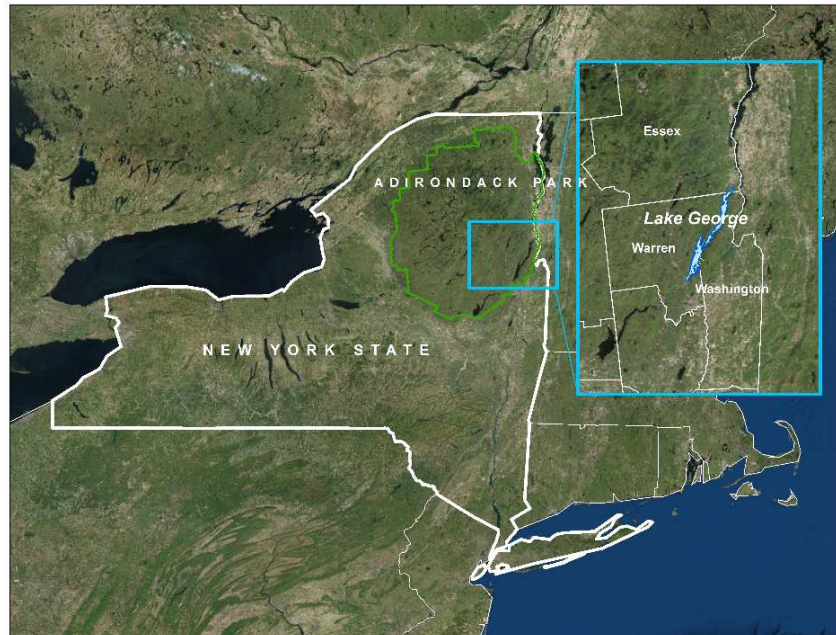 ADIRONDACK PARK
NEW YORK STATE
Essex
Lake George
Warren
Washington